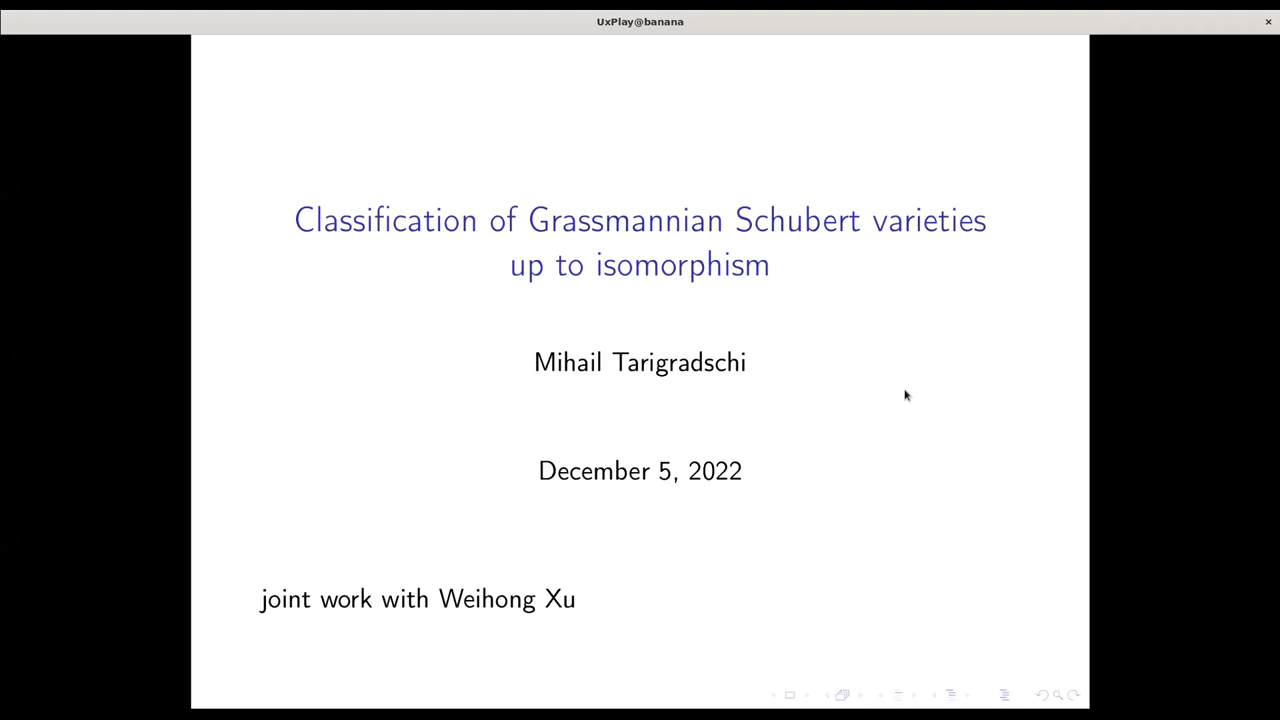 UxPlay@banana
×
Classification of Grassmannian Schubert varieties
up to isomorphism
Mihail Tarigradschi
December 5, 2022
joint work with Weihong Xu